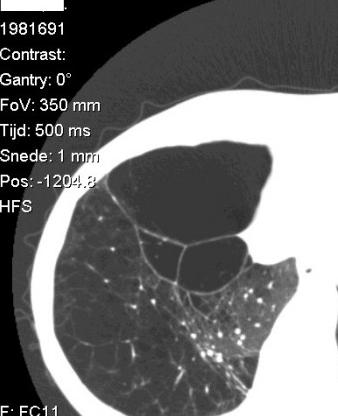 1981691
Contrast:
Gantry: 0°
FoV: 350 mm
Tijd: 500 ms
Snede: 1 mm
Pos: -1204.8
HFS
F: FC11